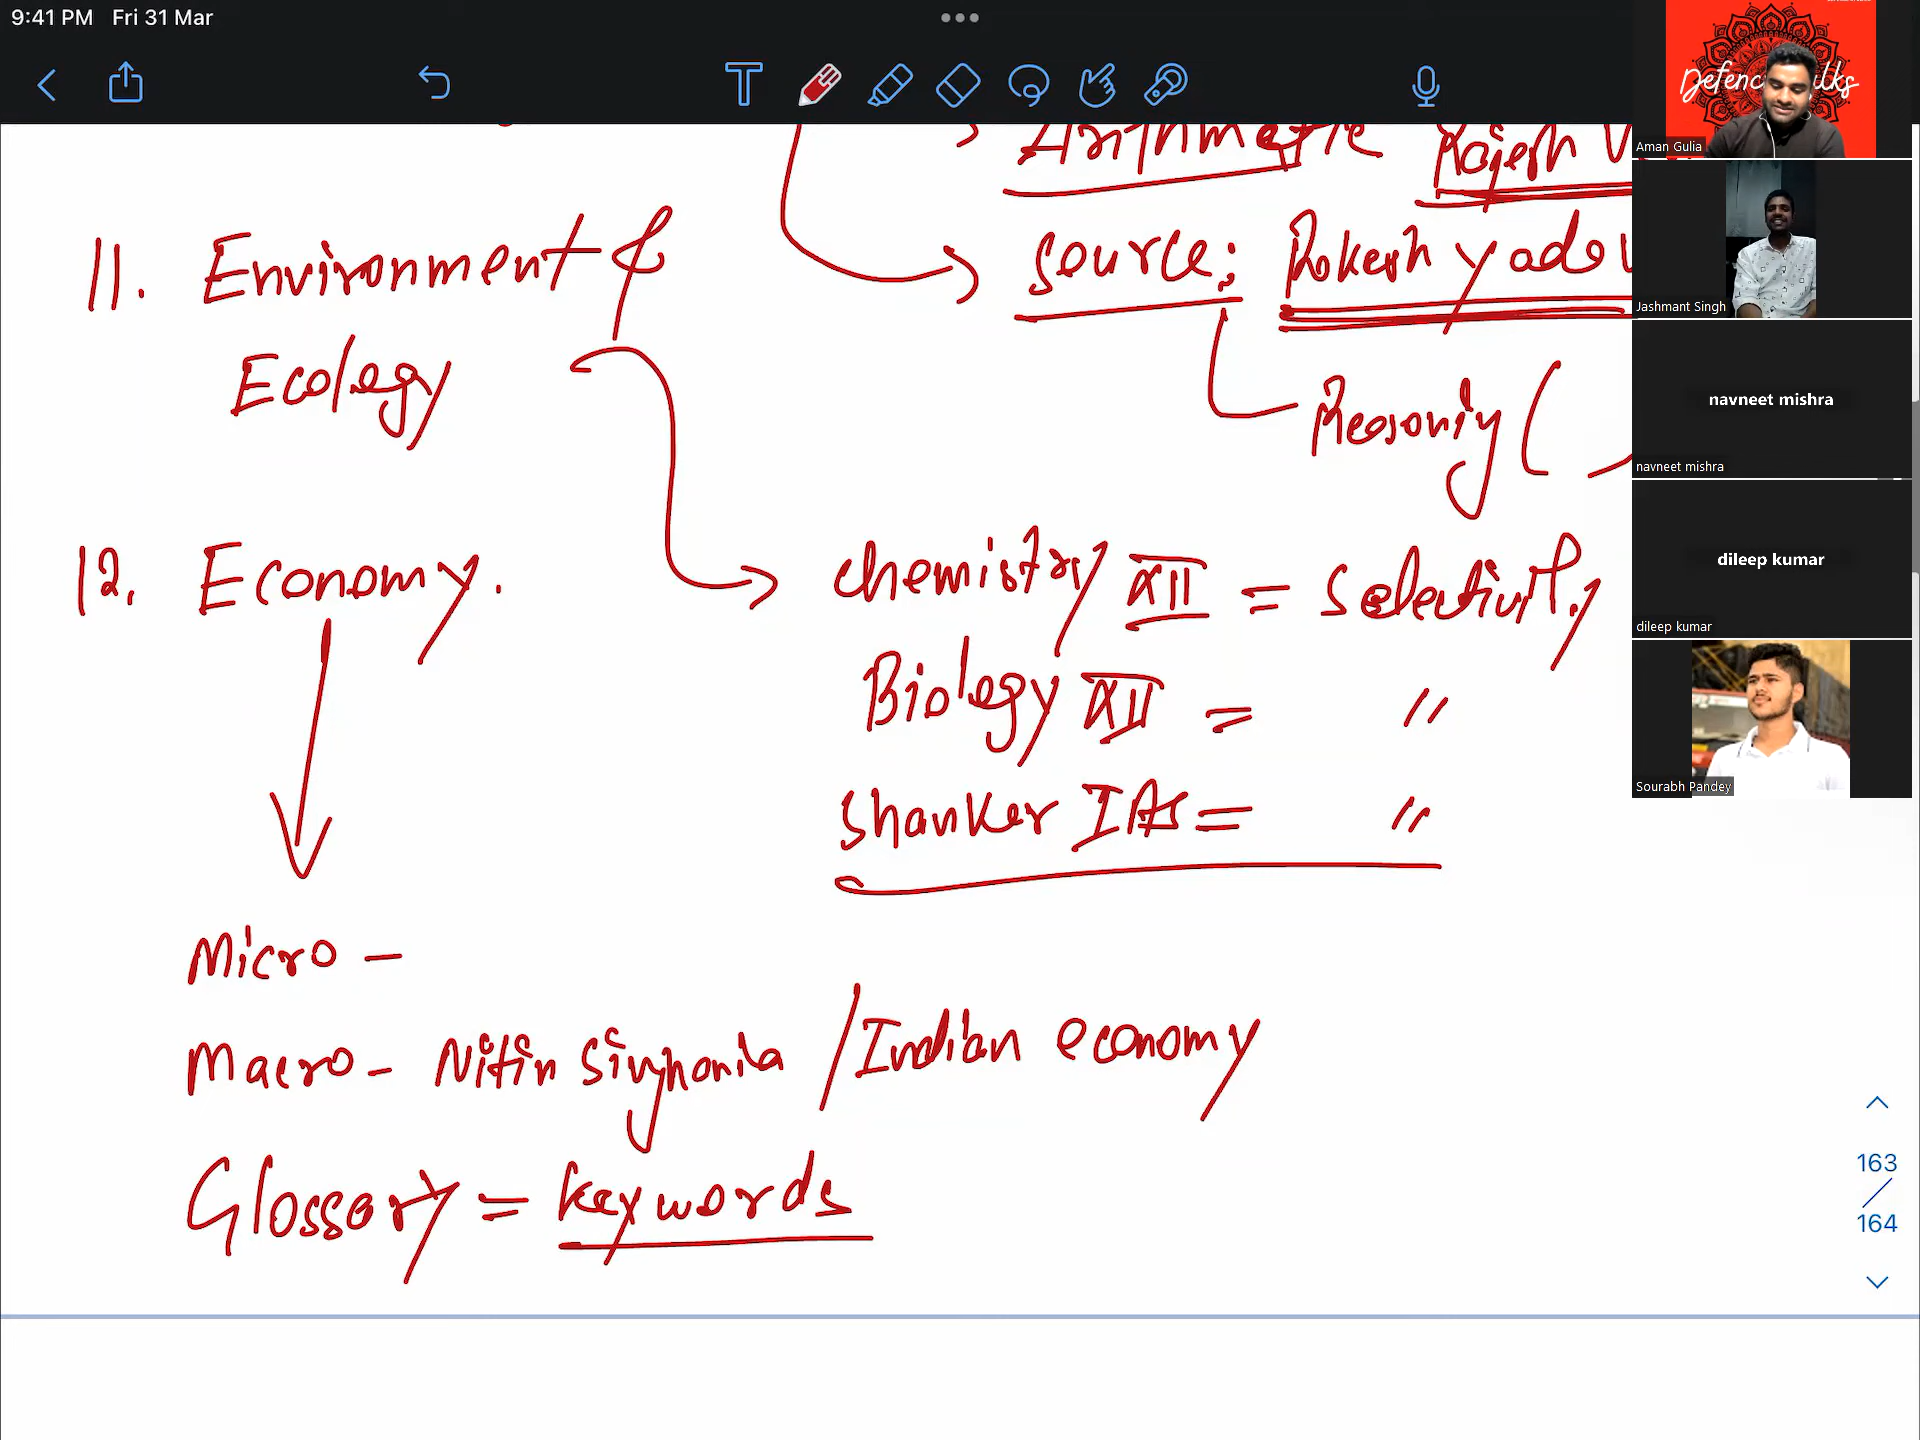 9:41 PM Fri 31 Mar
Arithmetic Rajesh V
11. Environment &
Ecology
Source: Rakesh Yadav
Reasoning (
12. Economy.
Chemistry XII = Selectivity
Biology XII = "
Shanker IAS = "
Micro -
Macro - Nitin Singhania / Indian economy
Glossary = Keywords
163
/
164
Aman Gulia
Jashmant Singh
navneet mishra
navneet mishra
dileep kumar
dileep kumar
Sourabh Pandey